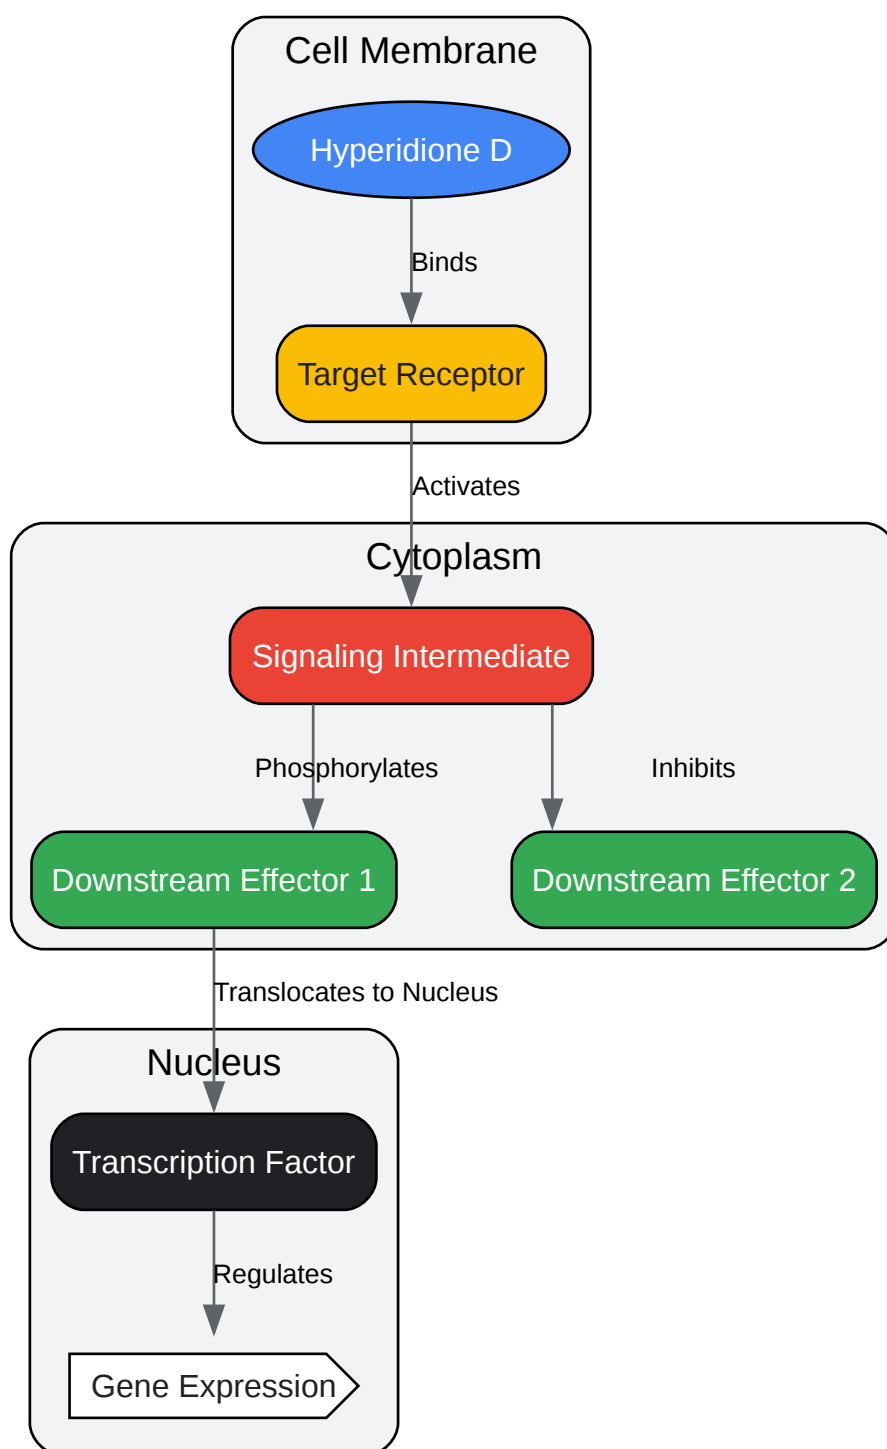 Cell Membrane
Hyperidione D
Binds
Target Receptor
Activates
Cytoplasm
Signaling Intermediate
Phosphorylates
Inhibits
Downstream Effector 1
Downstream Effector 2
Translocates to Nucleus
Nucleus
Transcription Factor
Regulates
Gene Expression